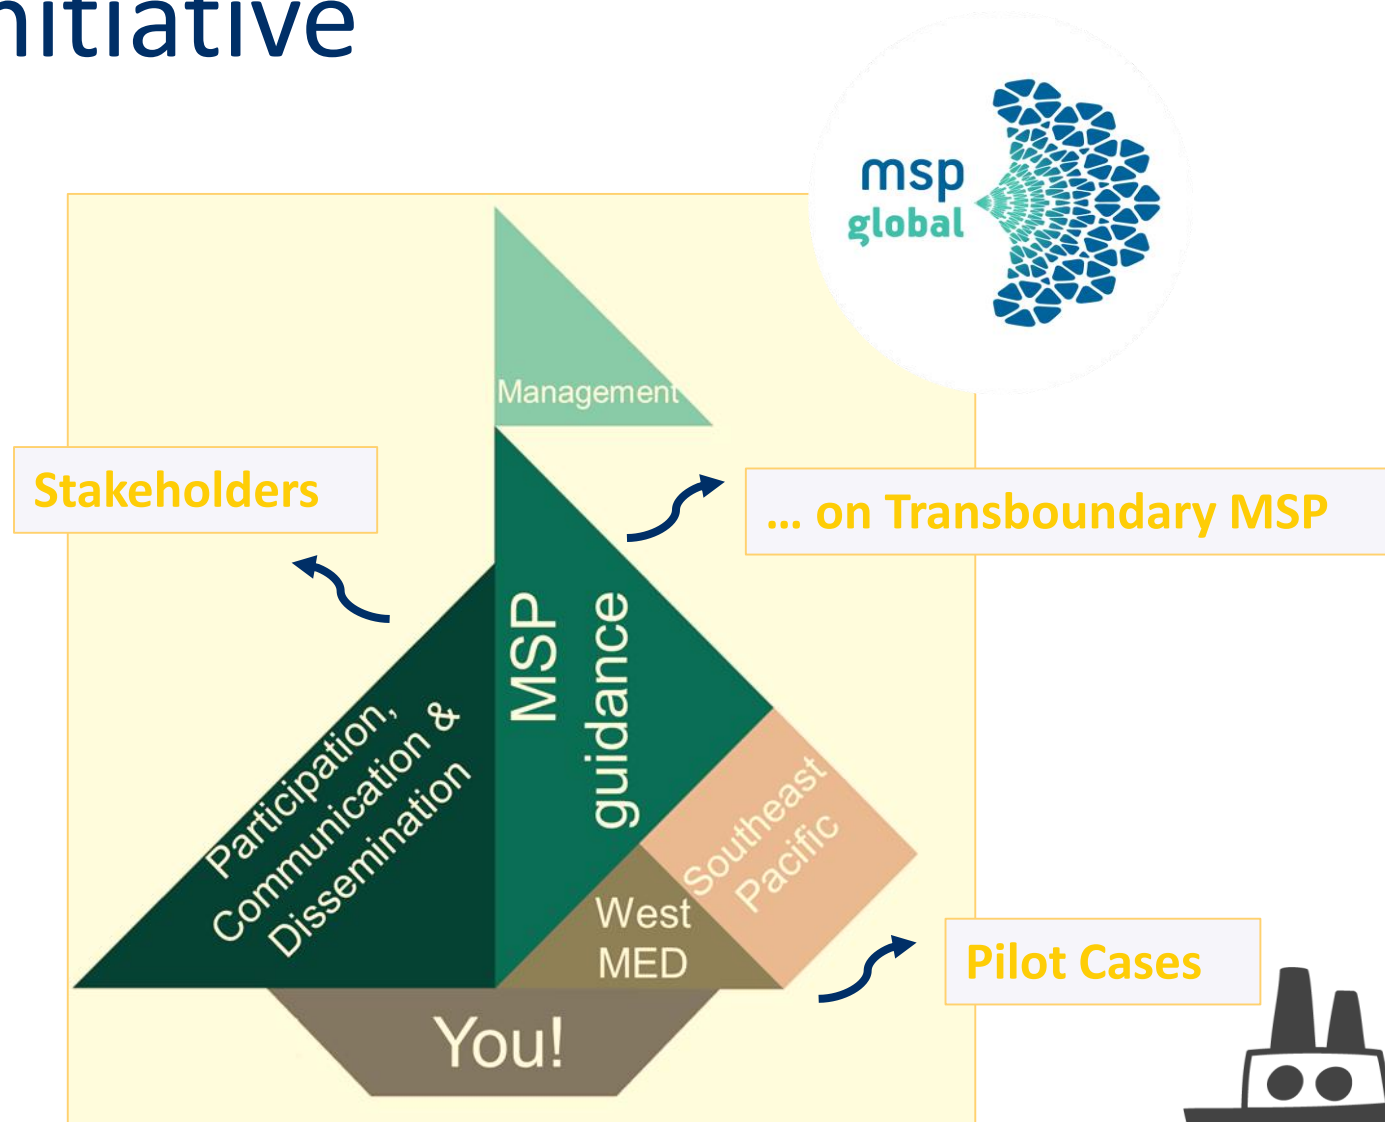 nitiative
msp
global
Management
Stakeholders
... on Transboundary MSP
MSP
guidance
Participation,
Communication &
Dissemination
Southeast
Pacific
West
MED
Pilot Cases
You!